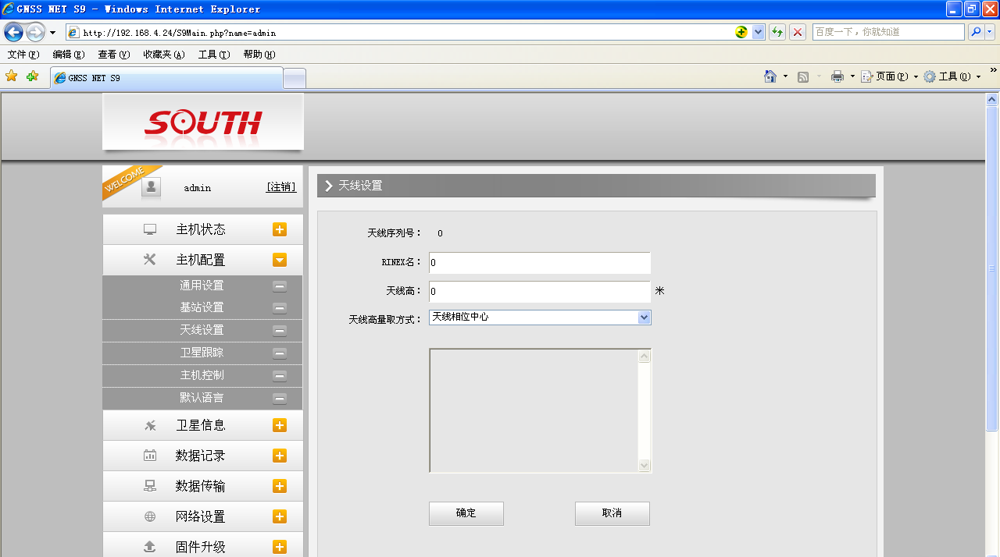 GNSS NET S9 - Windows Internet Explorer
http://192.168.4.24/S9Main.php?name=admin
百度一下，你就知道
文件(F) 编辑(E) 查看(V) 收藏夹(A) 工具(T) 帮助(H)
GNSS NET S9
页面(P) 工具(O)
SOUTH
WELCOME
admin
[注销]
主机状态
主机配置
通用设置
基站设置
天线设置
卫星跟踪
主机控制
默认语言
卫星信息
数据记录
数据传输
网络设置
固件升级
天线设置
天线序列号： 0
RINEX名： 0
天线高： 0 米
天线高量取方式： 天线相位中心
确定 取消